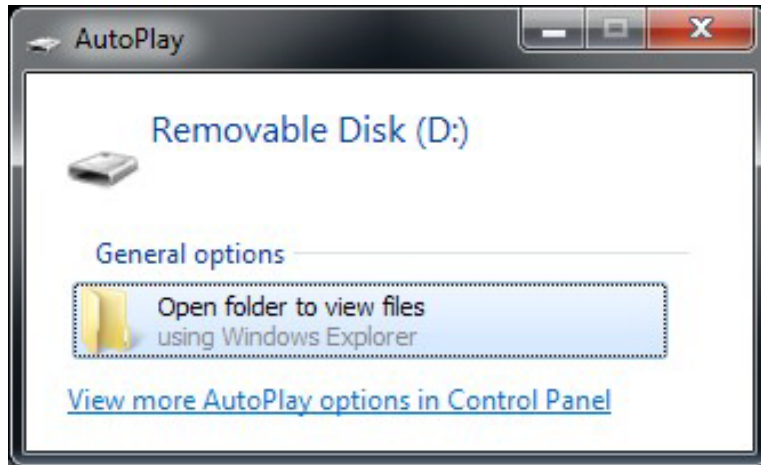 AutoPlay
Removable Disk (D:)
General options
Open folder to view files
using Windows Explorer
View more AutoPlay options in Control Panel